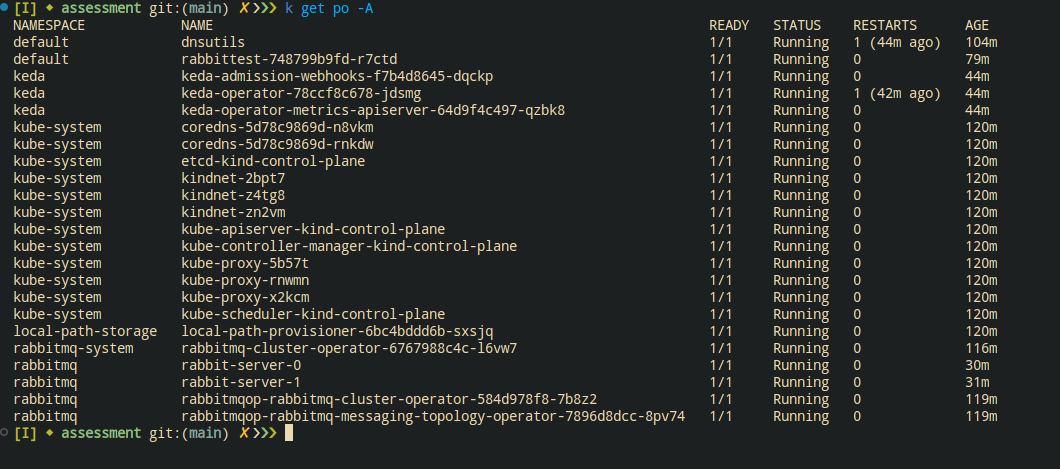 [I] ◆ assessment git:(main) ✗❯❯❯ k get po -A
NAMESPACE NAME READY STATUS RESTARTS AGE
default dnsutils 1/1 Running 1 (44m ago) 104m
default rabbittest-748799b9fd-r7ctd 1/1 Running 0 79m
keda keda-admission-webhooks-f7b4d8645-dqckp 1/1 Running 0 44m
keda keda-operator-78ccf8c678-jdsmg 1/1 Running 1 (42m ago) 44m
keda keda-operator-metrics-apiserver-64d9f4c497-qzbk8 1/1 Running 0 44m
kube-system coredns-5d78c9869d-n8vkm 1/1 Running 0 120m
kube-system coredns-5d78c9869d-rnkdw 1/1 Running 0 120m
kube-system etcd-kind-control-plane 1/1 Running 0 120m
kube-system kindnet-2bpt7 1/1 Running 0 120m
kube-system kindnet-z4tg8 1/1 Running 0 120m
kube-system kindnet-zn2vm 1/1 Running 0 120m
kube-system kube-apiserver-kind-control-plane 1/1 Running 0 120m
kube-system kube-controller-manager-kind-control-plane 1/1 Running 0 120m
kube-system kube-proxy-5b57t 1/1 Running 0 120m
kube-system kube-proxy-rnwmn 1/1 Running 0 120m
kube-system kube-proxy-x2kcm 1/1 Running 0 120m
kube-system kube-scheduler-kind-control-plane 1/1 Running 0 120m
local-path-storage local-path-provisioner-6bc4bddd6b-sxsjq 1/1 Running 0 120m
rabbitmq-system rabbitmq-cluster-operator-6767988c4c-l6vw7 1/1 Running 0 116m
rabbitmq rabbit-server-0 1/1 Running 0 30m
rabbitmq rabbit-server-1 1/1 Running 0 31m
rabbitmq rabbitmqop-rabbitmq-cluster-operator-584d978f8-7b8z2 1/1 Running 0 119m
rabbitmq rabbitmqop-rabbitmq-messaging-topology-operator-7896d8dcc-8pv74 1/1 Running 0 119m
[I] ◆ assessment git:(main) ✗❯❯❯